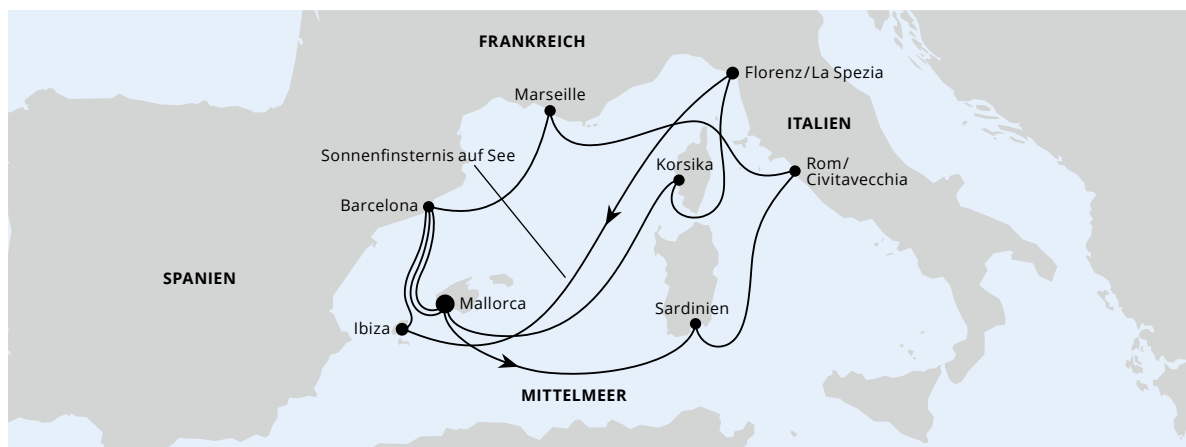 FRANKREICH
Florenz/La Spezia
Marseille
ITALIEN
Sonnenfinsternis auf See
Korsika
Rom/
Civitavecchia
Barcelona
SPANIEN
Mallorca
Sardinien
Ibiza
MITTELMEER